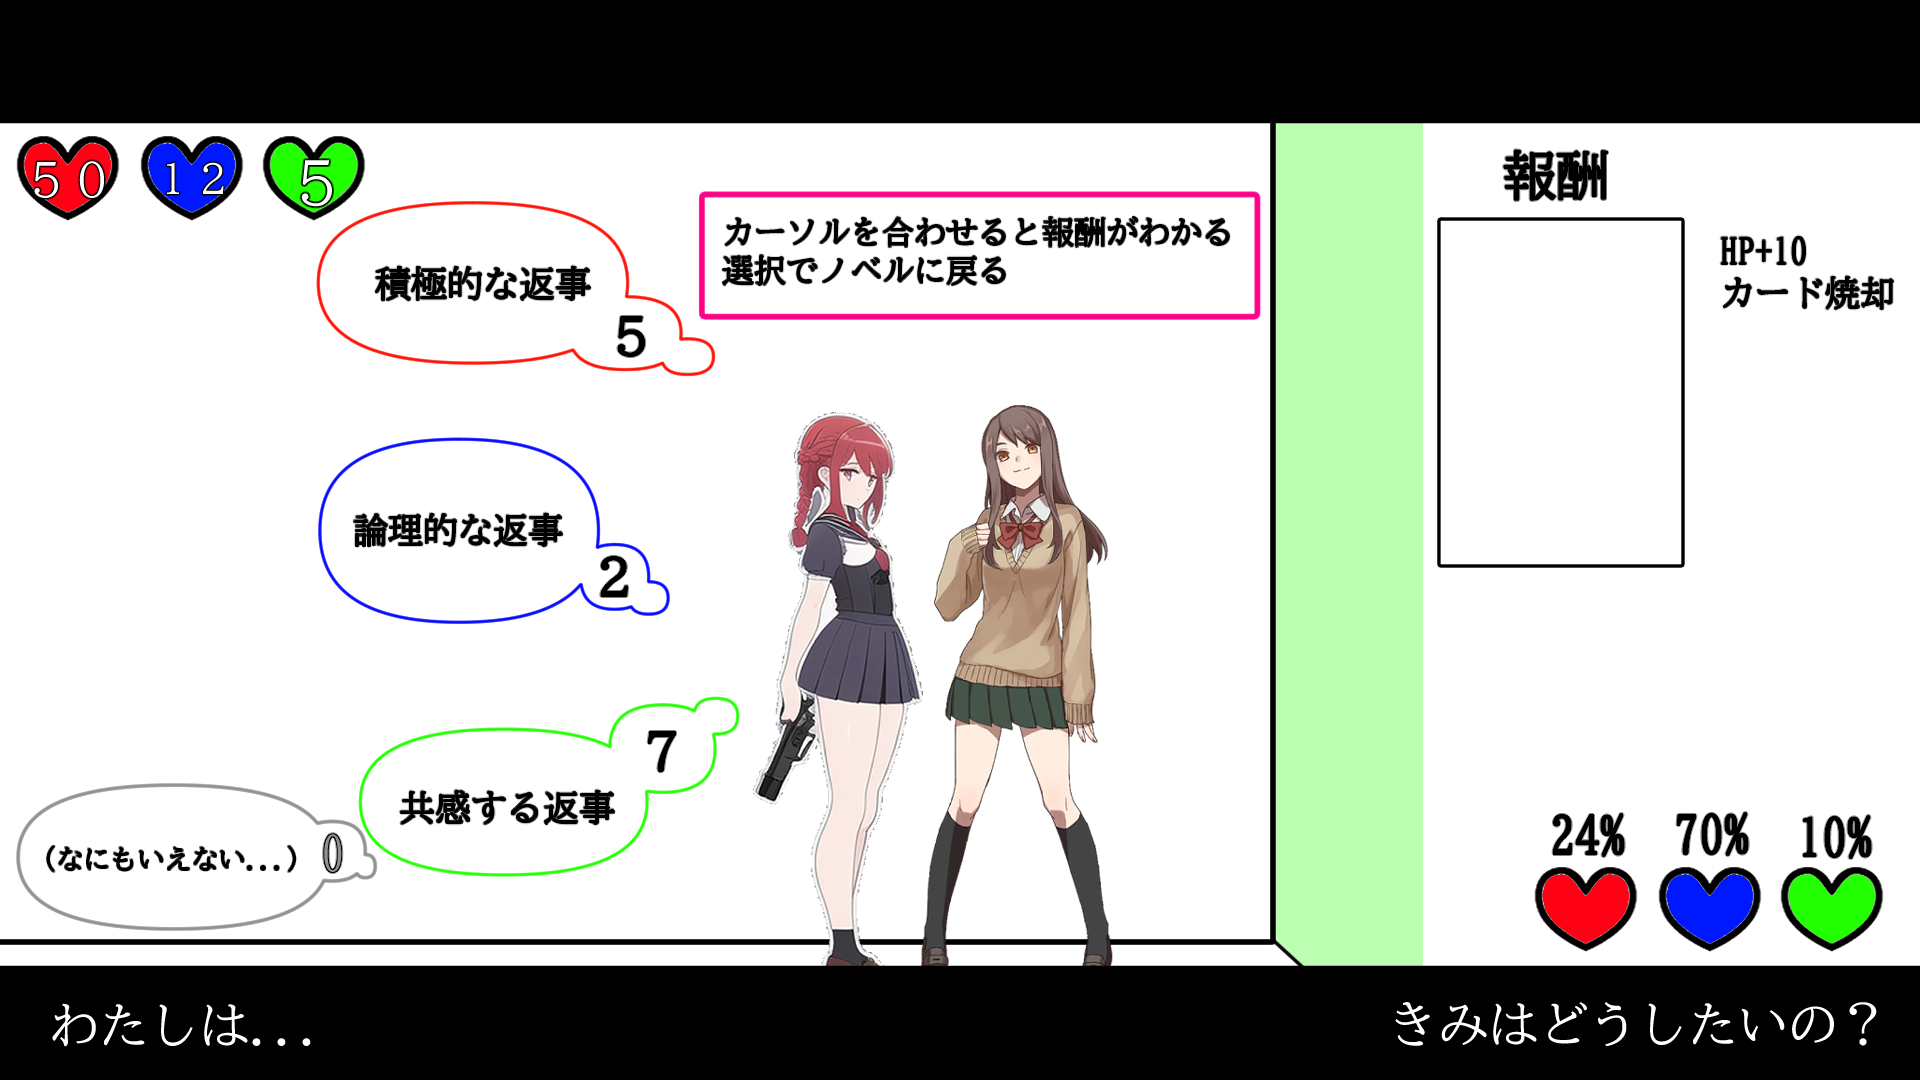 50 12 5
積極的な返事
5
カーソルを合わせると報酬がわかる
選択でノベルに戻る
論理的な返事
2
共感する返事
7
(なにもいえない...) 0
報酬
HP+10
カード焼却
24% 70% 10%
わたしは...
きみはどうしたいの？